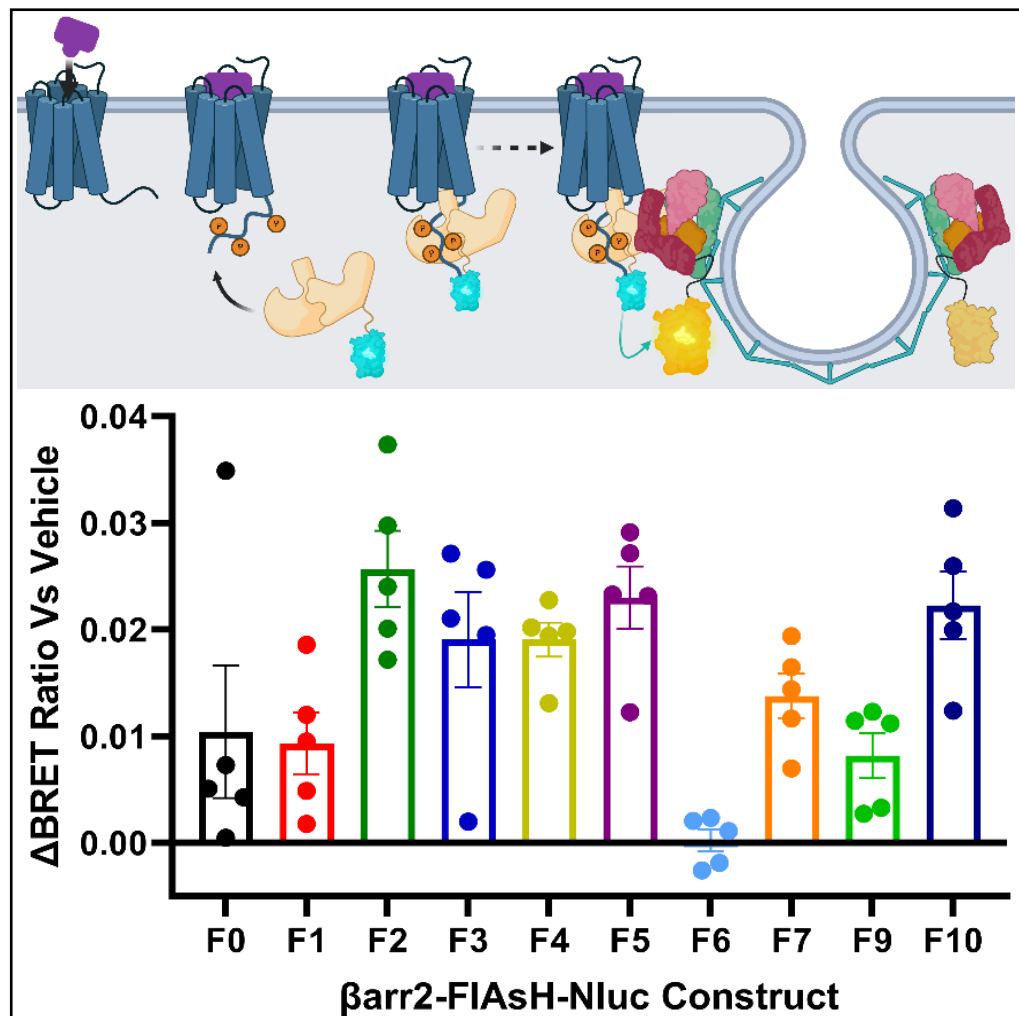 P
P
P
P
P
P
P
P
P
0.04
0.03
0.02
0.01
0.00
ΔBRET Ratio Vs Vehicle
F0 F1 F2 F3 F4 F5 F6 F7 F9 F10
βarr2-FlAsH-Nluc Construct